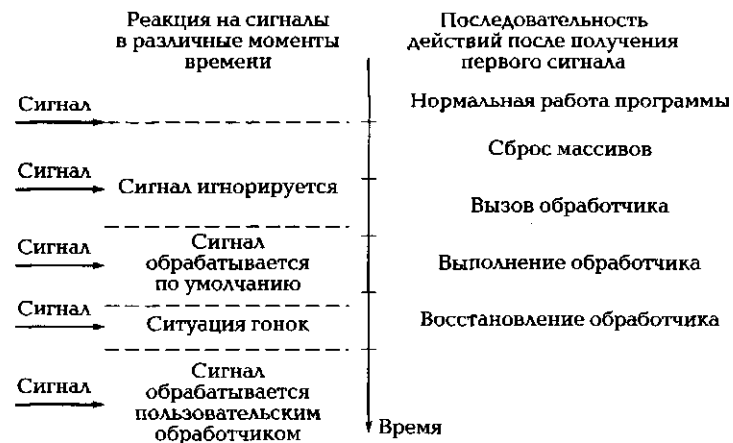 Реакция на сигналы
в различные моменты
времени
Последовательность
действий после получения
первого сигнала
Сигнал
Нормальная работа программы
Сброс массивов
Сигнал
Сигнал игнорируется
Вызов обработчика
Сигнал
Сигнал
обрабатывается
по умолчанию
Выполнение обработчика
Сигнал
Ситуация гонок
Восстановление обработчика
Сигнал
Сигнал
обрабатывается
пользовательским
обработчиком
Время